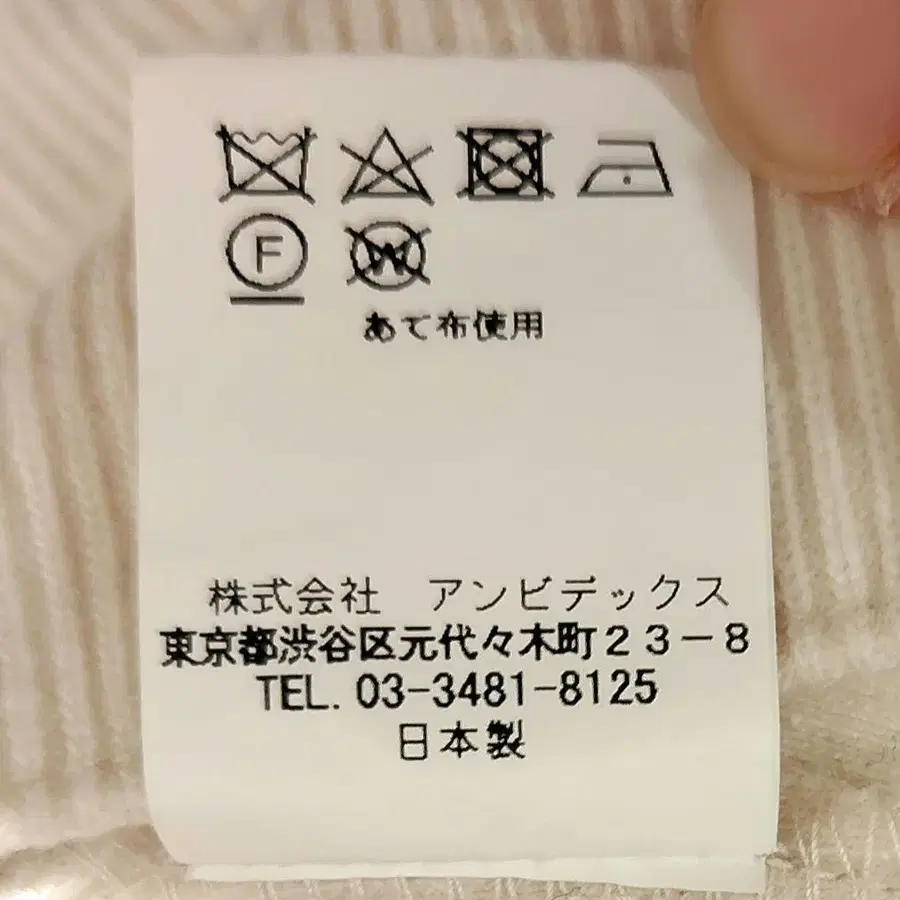 F
W
あて布使用
株式会社　アンビデックス
東京都渋谷区元代々木町２３－８
TEL. 03-3481-8125
日本製